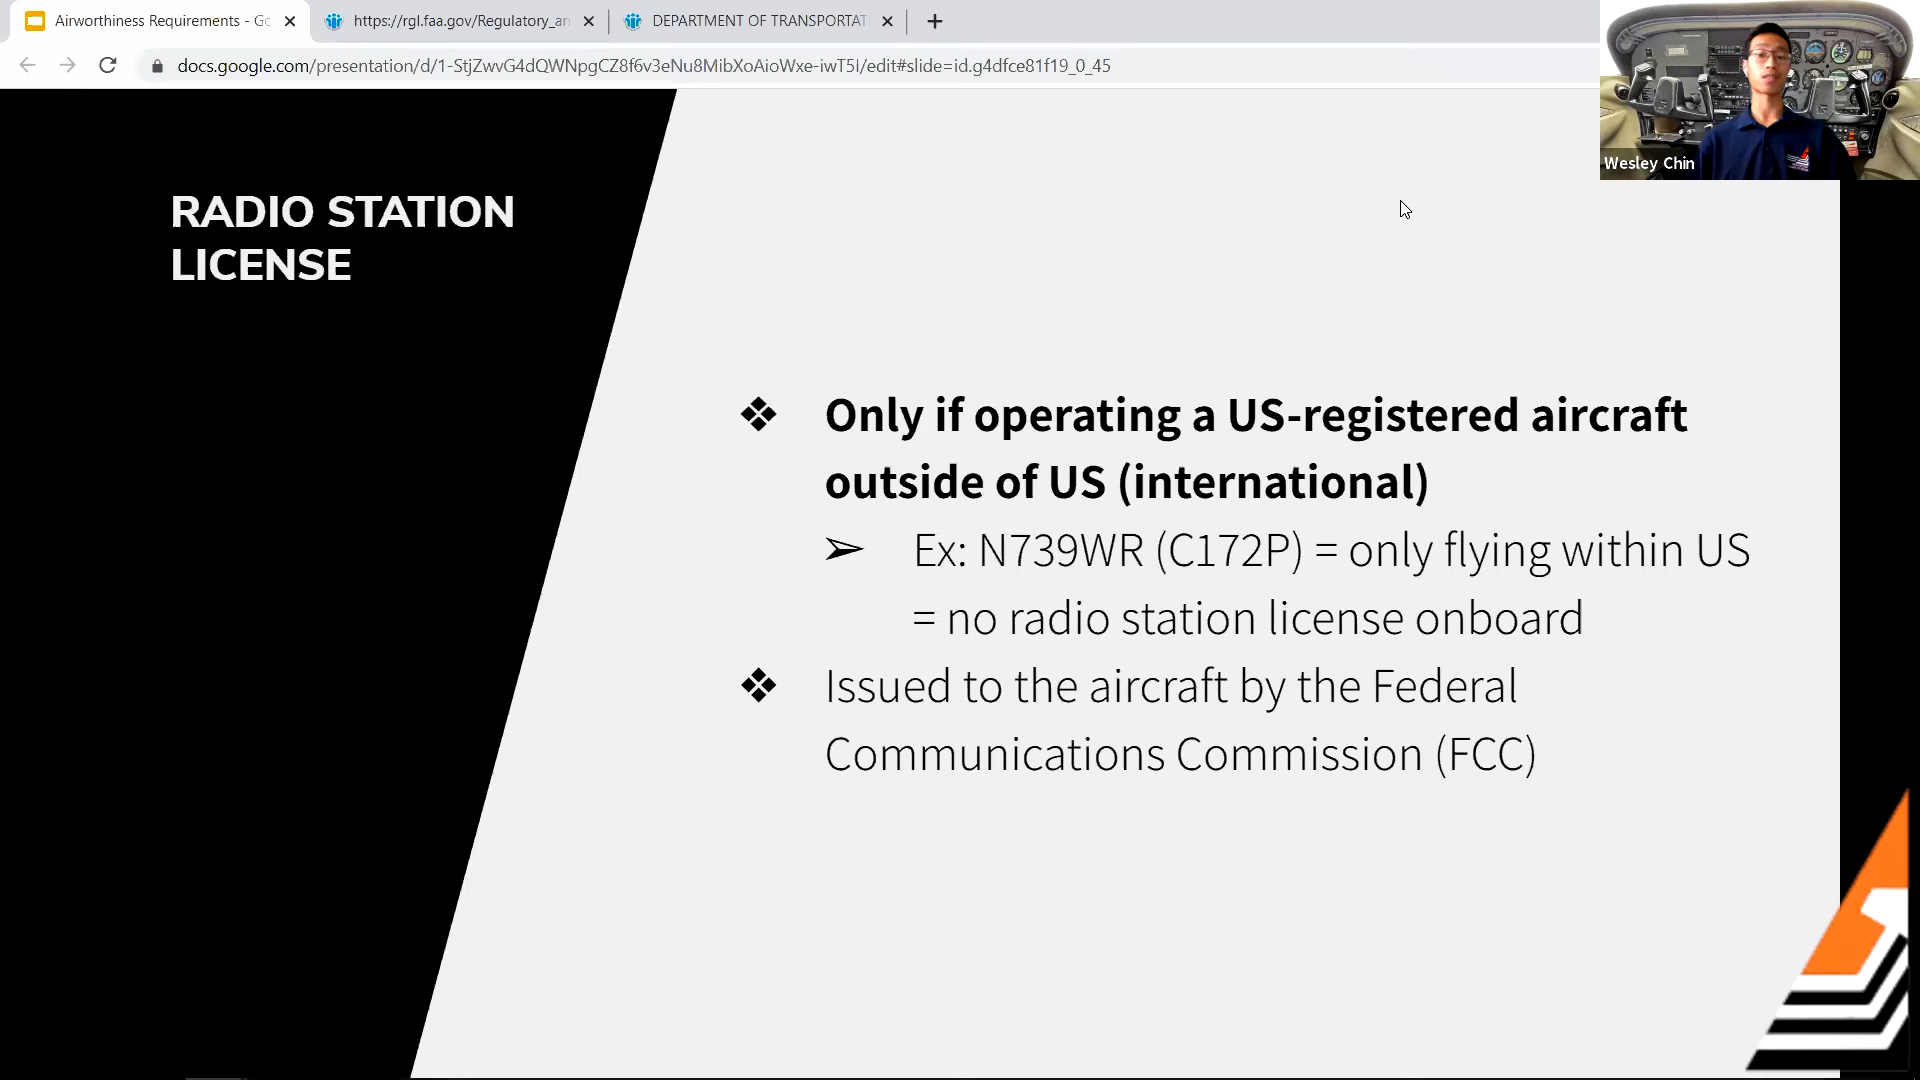 Airworthiness Requirements - Go
https://rgl.faa.gov/Regulatory_an
DEPARTMENT OF TRANSPORTAT
docs.google.com/presentation/d/1-StjZwvG4dQWNpgCZ8f6v3eNu8MibXoAioWxe-iwT5I/edit#slide=id.g4dfce81f19_0_45
Wesley Chin
RADIO STATION
LICENSE
❖ Only if operating a US-registered aircraft
outside of US (international)
➢ Ex: N739WR (C172P) = only flying within US
= no radio station license onboard
❖ Issued to the aircraft by the Federal
Communications Commission (FCC)